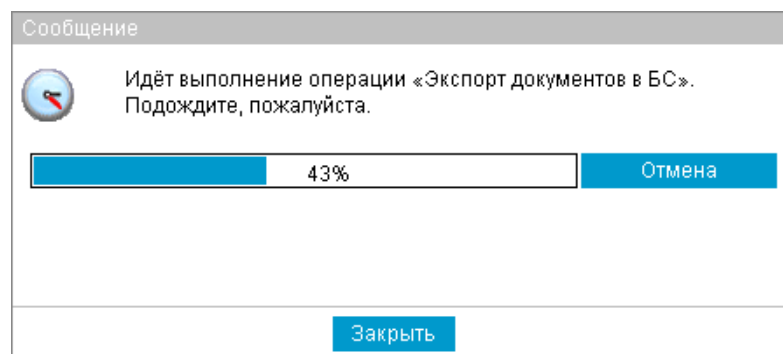 Сообщение
Идёт выполнение операции «Экспорт документов в БС».
Подождите, пожалуйста.
43%
Отмена
Закрыть